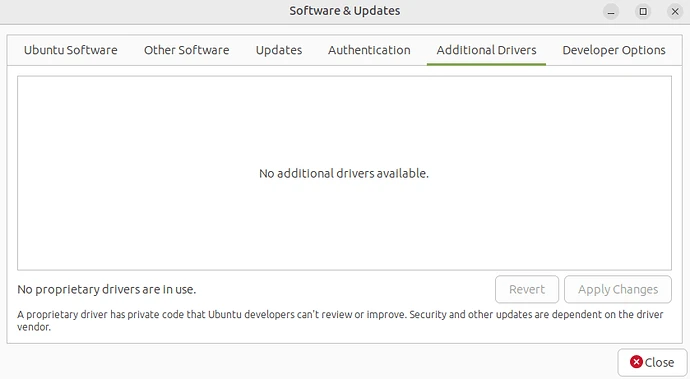 Software & Updates
Ubuntu Software Other Software Updates Authentication Additional Drivers Developer Options
No additional drivers available.
No proprietary drivers are in use. Revert Apply Changes
A proprietary driver has private code that Ubuntu developers can't review or improve. Security and other updates are dependent on the driver
vendor.
Close